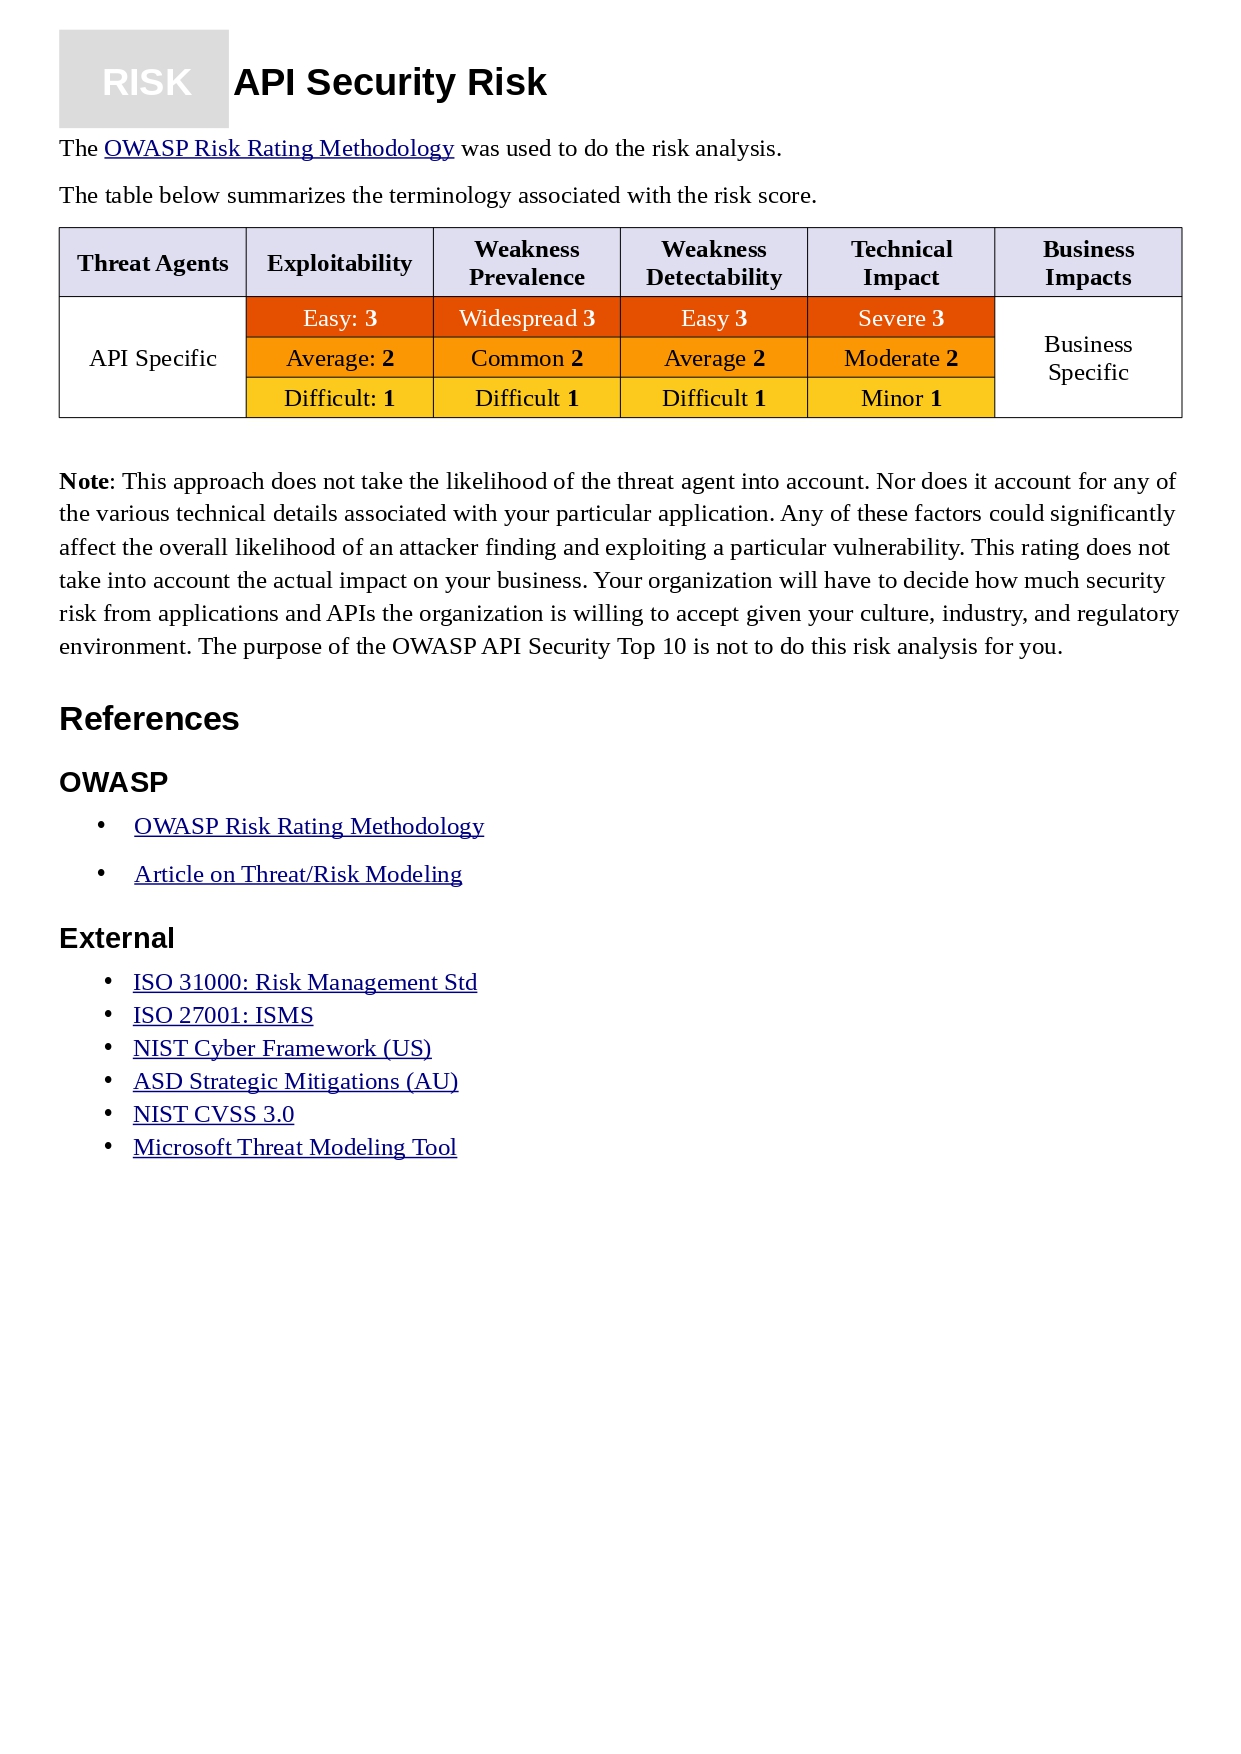 RISK API Security Risk
The OWASP Risk Rating Methodology was used to do the risk analysis.
The table below summarizes the terminology associated with the risk score.
Threat Agents Exploitability Weakness Prevalence Weakness Detectability Technical Impact Business Impacts
API Specific Easy: 3 Widespread 3 Easy 3 Severe 3 Business Specific
Average: 2 Common 2 Average 2 Moderate 2
Difficult: 1 Difficult 1 Difficult 1 Minor 1
Note: This approach does not take the likelihood of the threat agent into account. Nor does it account for any of
the various technical details associated with your particular application. Any of these factors could significantly
affect the overall likelihood of an attacker finding and exploiting a particular vulnerability. This rating does not
take into account the actual impact on your business. Your organization will have to decide how much security
risk from applications and APIs the organization is willing to accept given your culture, industry, and regulatory
environment. The purpose of the OWASP API Security Top 10 is not to do this risk analysis for you.
References
OWASP
• OWASP Risk Rating Methodology
• Article on Threat/Risk Modeling
External
• ISO 31000: Risk Management Std
• ISO 27001: ISMS
• NIST Cyber Framework (US)
• ASD Strategic Mitigations (AU)
• NIST CVSS 3.0
• Microsoft Threat Modeling Tool